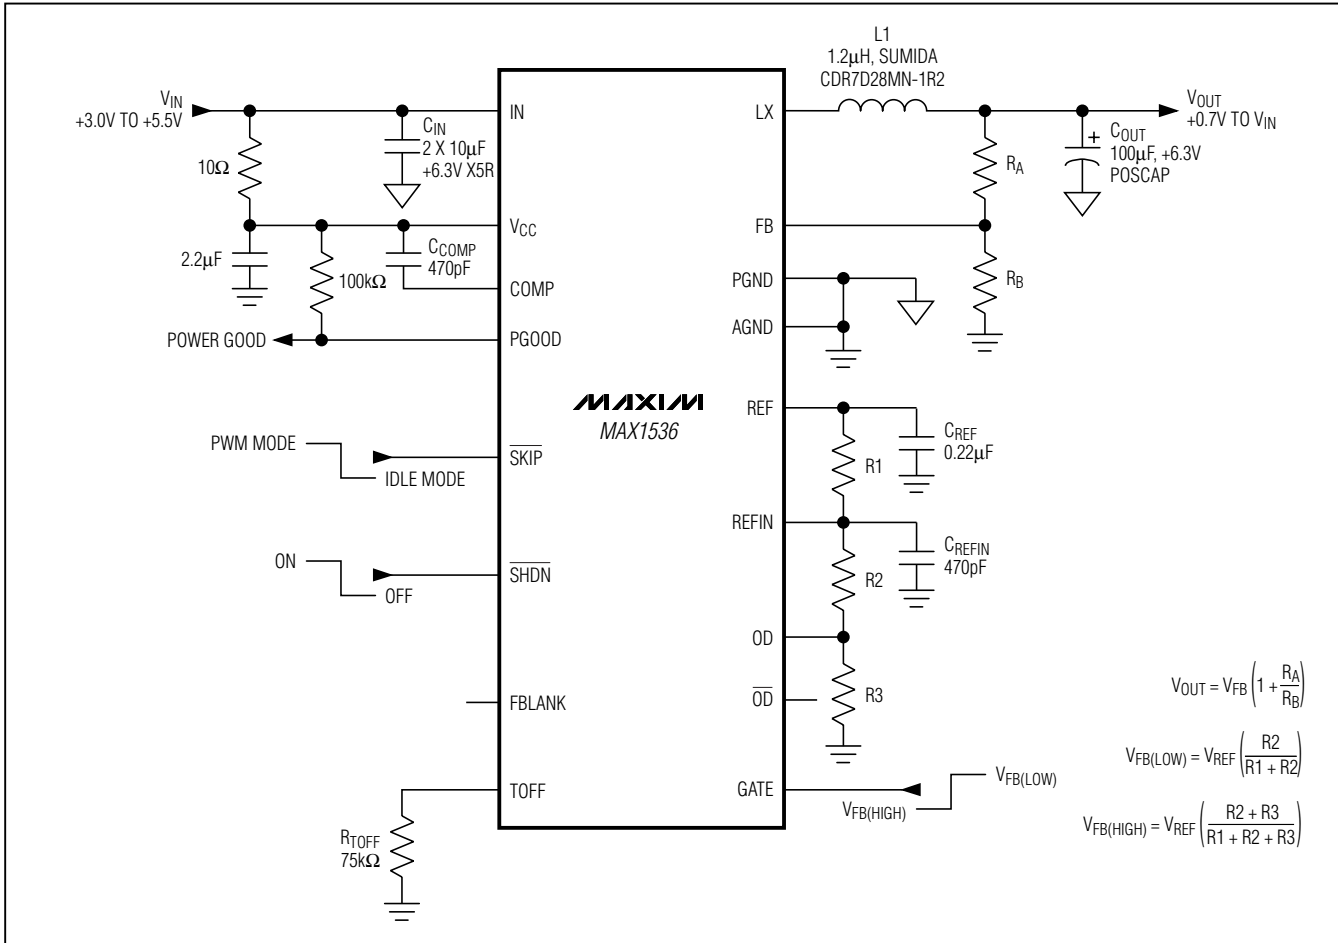 L1
1.2µH, SUMIDA
CDR7D28MN-1R2
VIN
+3.0V TO +5.5V
IN
LX
VOUT
+0.7V TO VIN
CIN
2 X 10µF
+6.3V X5R
COUT
100µF, +6.3V
POSCAP
+
10Ω
RA
VCC
FB
2.2µF
CCOMP
470pF
100kΩ
COMP
PGND
RB
POWER GOOD
PGOOD
AGND
MAXIM
MAX1536
REF
CREF
0.22µF
R1
PWM MODE
IDLE MODE
SKIP
REFIN
CREFIN
470pF
ON
OFF
SHDN
R2
OD
OD
R3
FBLANK
TOFF
GATE
VFB(LOW)
VFB(HIGH)
RTOFF
75kΩ
VOUT = VFB (1 + RA/RB)
VFB(LOW) = VREF (R2/R1 + R2)
VFB(HIGH) = VREF (R2 + R3/R1 + R2 + R3)